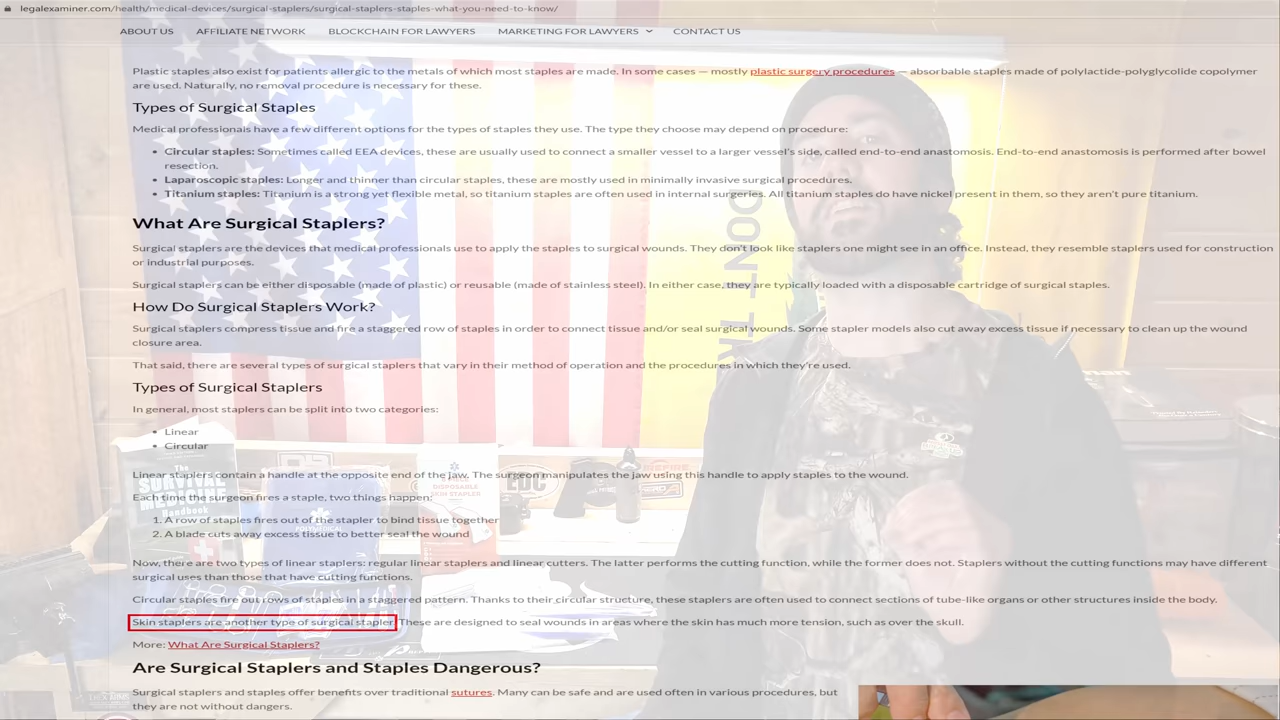 legalexaminer.com/health/medical-devices/surgical-staplers/surgical-staplers-staples-what-you-need-to-know/
ABOUT US AFFILIATE NETWORK BLOCKCHAIN FOR LAWYERS MARKETING FOR LAWYERS CONTACT US
Plastic staples also exist for patients allergic to the metals of which most staples are made. In some cases — mostly plastic surgery procedures — absorbable staples made of polylactide-polyglycolide copolymer
are used. Naturally, no removal procedure is necessary for these.
Types of Surgical Staples
Medical professionals have a few different options for the types of staples they use. The type they choose may depend on procedure:
• Circular staples: Sometimes called EEA devices, these are usually used to connect a smaller vessel to a larger vessel's side, called end-to-end anastomosis. End-to-end anastomosis is performed after bowel
resection.
• Laparoscopic staples: Longer and thinner than circular staples, these are mostly used in minimally invasive surgical procedures.
• Titanium staples: Titanium is a strong yet flexible metal, so titanium staples are often used in internal surgeries. All titanium staples do have nickel present in them, so they aren't pure titanium.
What Are Surgical Staplers?
Surgical staplers are the devices that medical professionals use to apply the staples to surgical wounds. They don't look like staplers one might see in an office. Instead, they resemble staplers used for construction
or industrial purposes.
Surgical staplers can be either disposable (made of plastic) or reusable (made of stainless steel). In either case, they are typically loaded with a disposable cartridge of surgical staples.
How Do Surgical Staplers Work?
Surgical staplers compress tissue and fire a staggered row of staples in order to connect tissue and/or seal surgical wounds. Some stapler models also cut away excess tissue if necessary to clean up the wound
closure area.
That said, there are several types of surgical staplers that vary in their method of operation and the procedures in which they're used.
Types of Surgical Staplers
In general, most staplers can be split into two categories:
• Linear
• Circular
Linear staplers contain a handle at the opposite end of the jaw. The surgeon manipulates the jaw using this handle to apply staples to the wound.
Each time the surgeon fires a staple, two things happen:
1. A row of staples fires out of the stapler to bind tissue together
2. A blade cuts away excess tissue to better seal the wound
Now, there are two types of linear staplers: regular linear staplers and linear cutters. The latter performs the cutting function, while the former does not. Staplers without the cutting functions may have different
surgical uses than those that have cutting functions.
Circular staples fire out rows of staples in a staggered pattern. Thanks to their circular structure, these staplers are often used to connect sections of tube-like organs or other structures inside the body.
Skin staplers are another type of surgical stapler. These are designed to seal wounds in areas where the skin has much more tension, such as over the skull.
More: What Are Surgical Staplers?
Are Surgical Staplers and Staples Dangerous?
Surgical staplers and staples offer benefits over traditional sutures. Many can be safe and are used often in various procedures, but
they are not without dangers.
DON'T
EDC
DISPOSABLE
SKIN STAPLER
Handbook